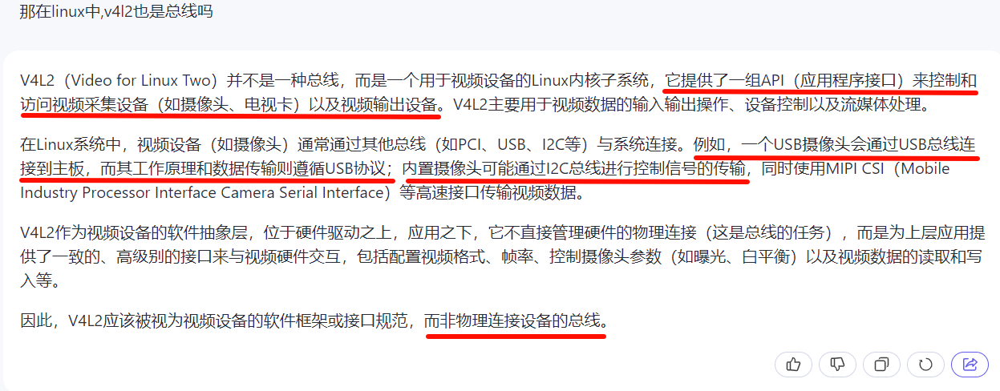 那在linux中,v4l2也是总线吗
V4L2（Video for Linux Two）并不是一种总线，而是一个用于视频设备的Linux内核子系统，它提供了一组API（应用程序接口）来控制和
访问视频采集设备（如摄像头、电视卡）以及视频输出设备。V4L2主要用于视频数据的输入输出操作、设备控制以及流媒体处理。
在Linux系统中，视频设备（如摄像头）通常通过其他总线（如PCI、USB、I2C等）与系统连接。例如，一个USB摄像头会通过USB总线连
接到主板，而其工作原理和数据传输则遵循USB协议；内置摄像头可能通过I2C总线进行控制信号的传输，同时使用MIPI CSI（Mobile
Industry Processor Interface Camera Serial Interface）等高速接口传输视频数据。
V4L2作为视频设备的软件抽象层，位于硬件驱动之上，应用之下，它不直接管理硬件的物理连接（这是总线的任务），而是为上层应用提
供了一致的、高级别的接口来与视频硬件交互，包括配置视频格式、帧率、控制摄像头参数（如曝光、白平衡）以及视频数据的读取和写
入等。
因此，V4L2应该被视为视频设备的软件框架或接口规范，而非物理连接设备的总线。